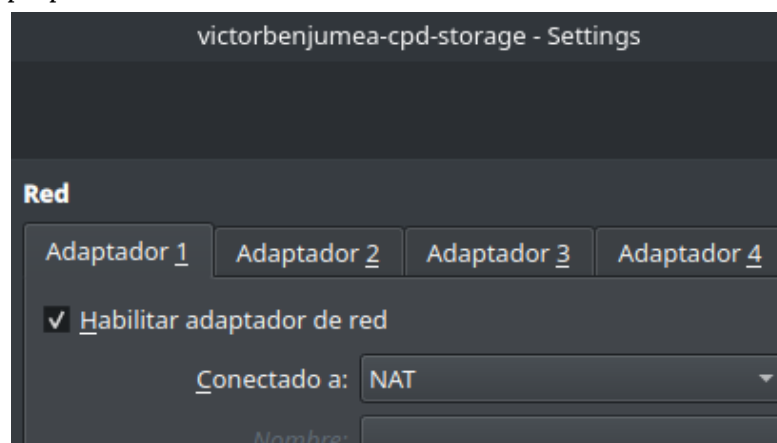 victorbenjumea-cpd-storage - Settings
Red
Adaptador 1 Adaptador 2 Adaptador 3 Adaptador 4
Habilitar adaptador de red
Conectado a: NAT
Nombre: